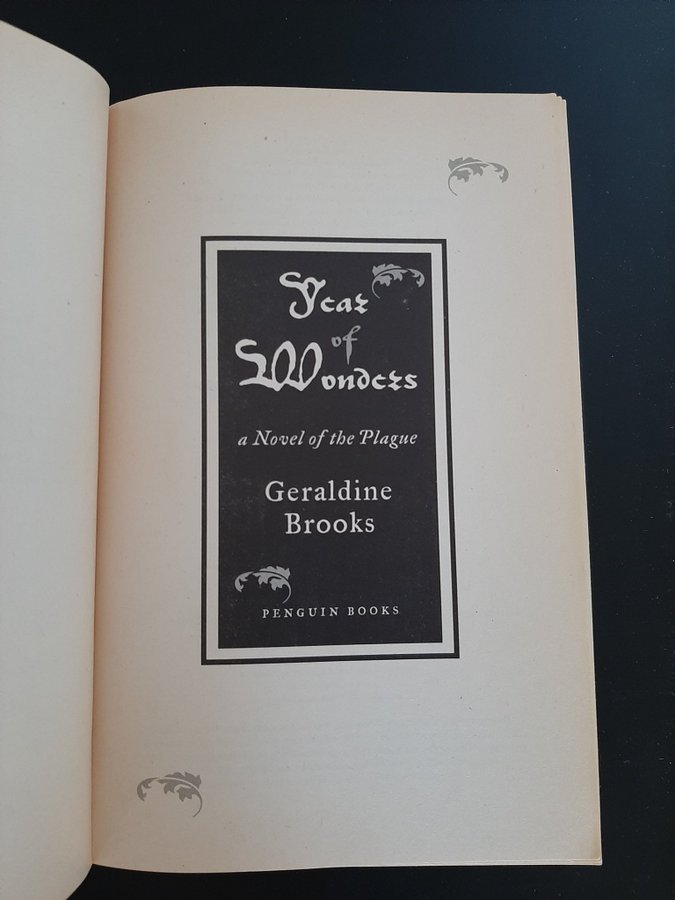 Year
of
Wonders
a Novel of the Plague
Geraldine
Brooks
PENGUIN BOOKS